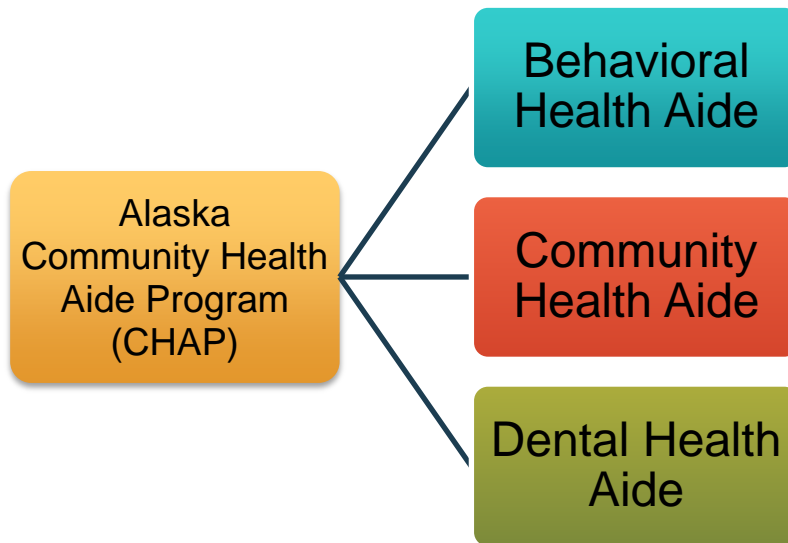 Alaska
Community Health
Aide Program
(CHAP)
Behavioral
Health Aide
Community
Health Aide
Dental Health
Aide